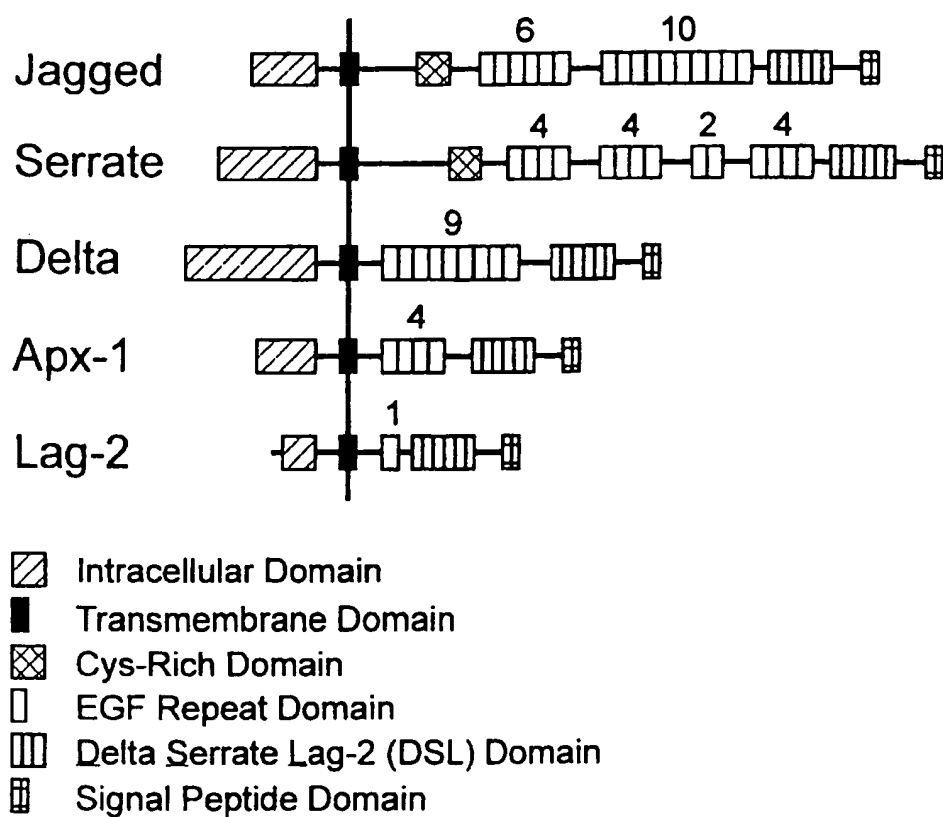 6 10
Jagged
4 4 2 4
Serrate
9
Delta
4
Apx-1
1
Lag-2
Intracellular Domain
Transmembrane Domain
Cys-Rich Domain
EGF Repeat Domain
Delta Serrate Lag-2 (DSL) Domain
Signal Peptide Domain